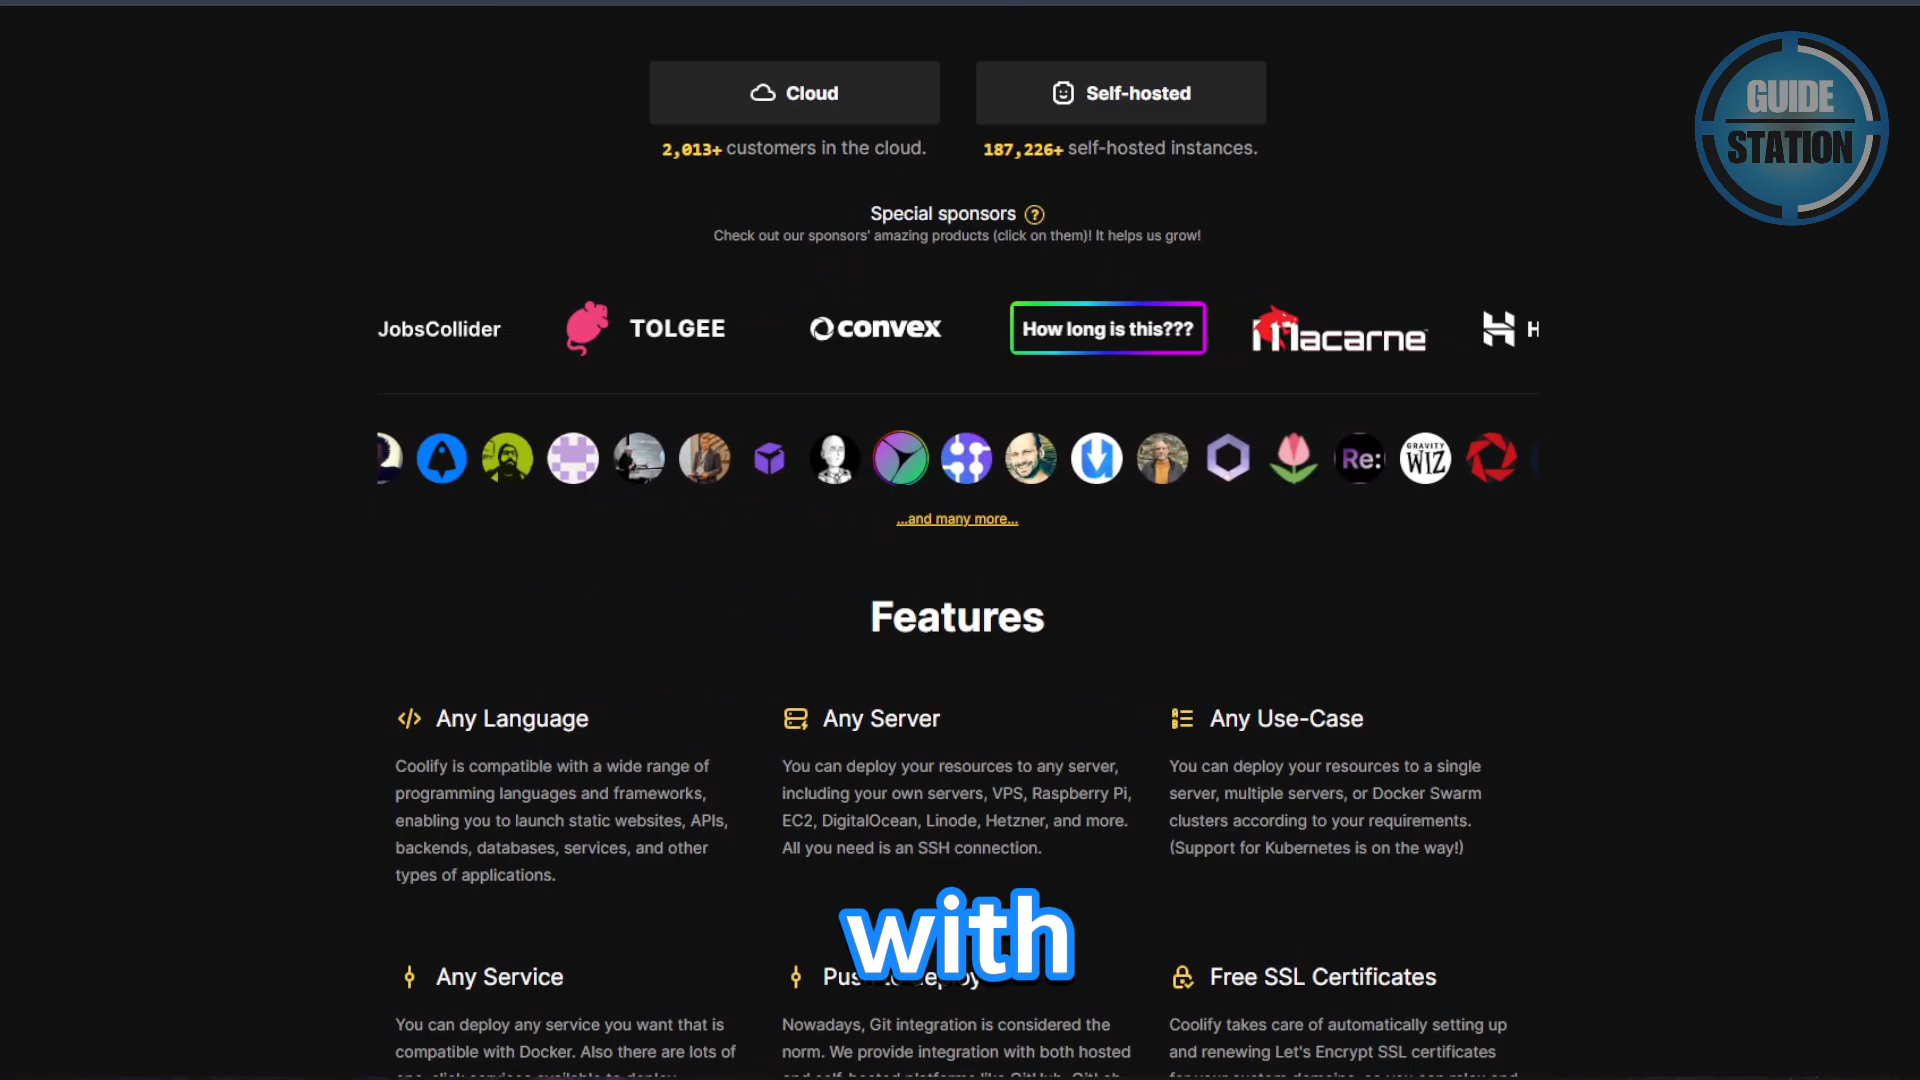 GUIDE
STATION
Cloud
Self-hosted
2,013+ customers in the cloud.
187,226+ self-hosted instances.
Special sponsors ?
Check out our sponsors' amazing products (click on them)! It helps us grow!
JobsCollider
TOLGEE
convex
How long is this???
Macarne
H
Re:
GRAVITY
WIZ
...and many more...
Features
Any Language
Any Server
Any Use-Case
Coolify is compatible with a wide range of
programming languages and frameworks,
enabling you to launch static websites, APIs,
backends, databases, services, and other
types of applications.
You can deploy your resources to any server,
including your own servers, VPS, Raspberry Pi,
EC2, DigitalOcean, Linode, Hetzner, and more.
All you need is an SSH connection.
You can deploy your resources to a single
server, multiple servers, or Docker Swarm
clusters according to your requirements.
(Support for Kubernetes is on the way!)
with
Any Service
Push to deploy
Free SSL Certificates
You can deploy any service you want that is
compatible with Docker. Also there are lots of
Nowadays, Git integration is considered the
norm. We provide integration with both hosted
Coolify takes care of automatically setting up
and renewing Let's Encrypt SSL certificates